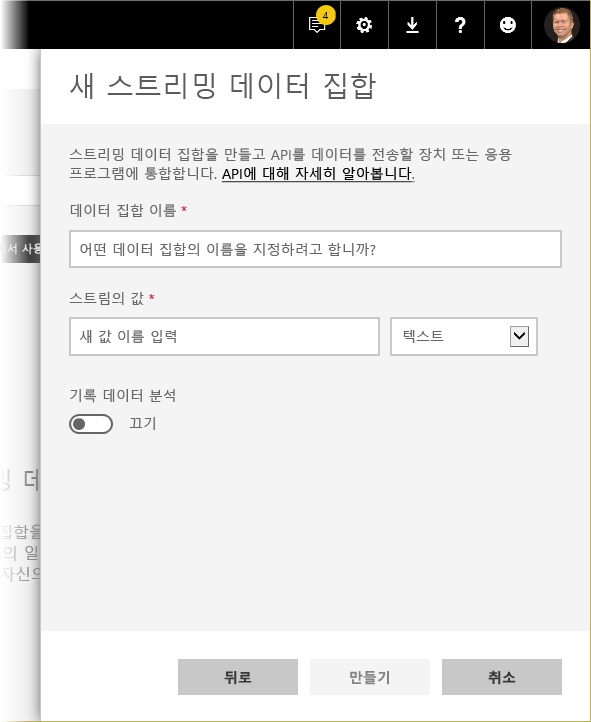 4
새 스트리밍 데이터 집합
스트리밍 데이터 집합을 만들고 API를 데이터를 전송할 장치 또는 응용
프로그램에 통합합니다. API에 대해 자세히 알아봅니다.
데이터 집합 이름 *
어떤 데이터 집합의 이름을 지정하려고 합니까?
서 사용
스트림의 값 *
새 값 이름 입력 텍스트
기록 데이터 분석
끄기
밍 데
집합을
의 일
자신의
뒤로 만들기 취소